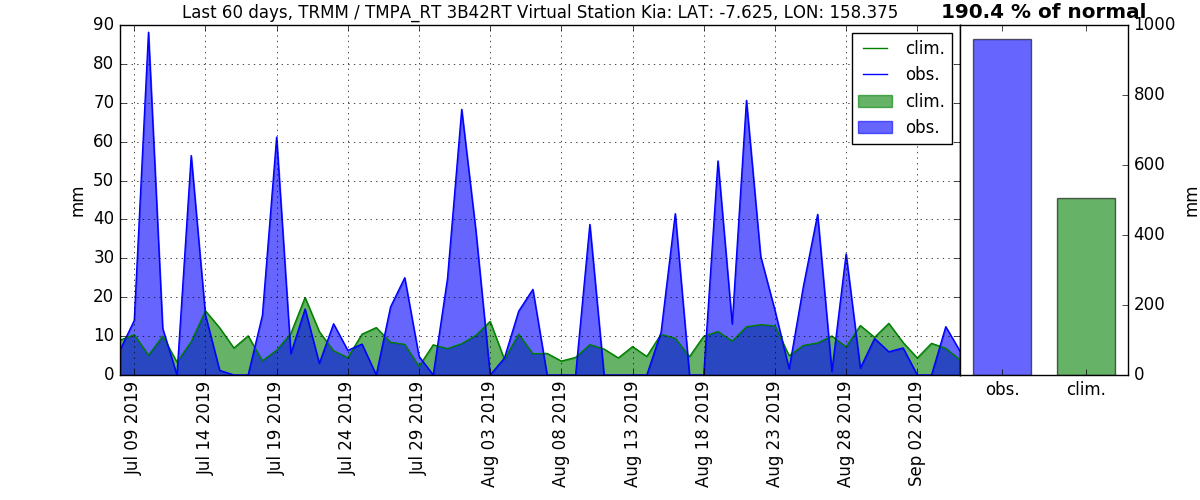 Last 60 days, TRMM / TMPA_RT 3B42RT Virtual Station Kia: LAT: -7.625, LON: 158.375
190.4 % of normal
90
80
70
60
50
40
30
20
10
0
mm
clim.
obs.
clim.
obs.
Jul 09 2019
Jul 14 2019
Jul 19 2019
Jul 24 2019
Jul 29 2019
Aug 03 2019
Aug 08 2019
Aug 13 2019
Aug 18 2019
Aug 23 2019
Aug 28 2019
Sep 02 2019
1000
800
600
400
200
0
mm
obs.
clim.